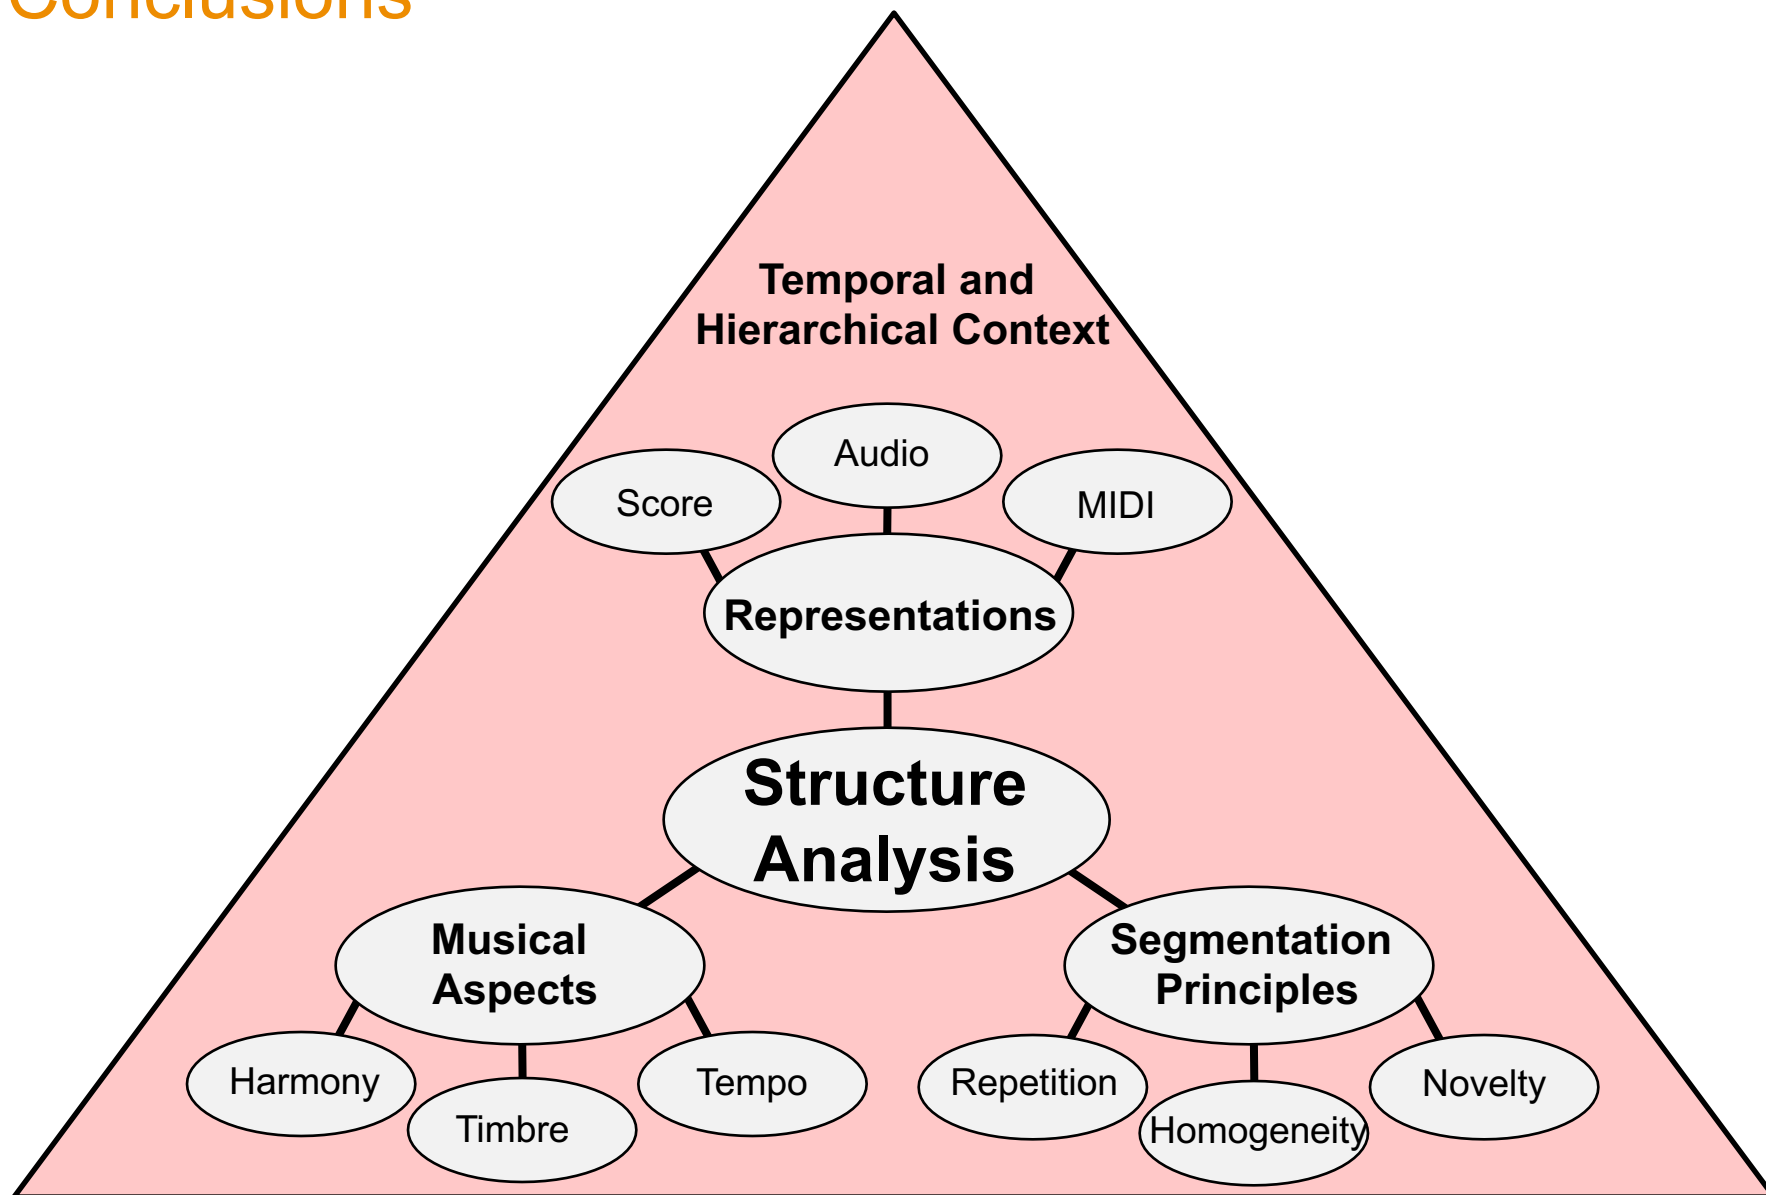 Conclusions
Temporal and
Hierarchical Context
Audio
Score
MIDI
Representations
Structure
Analysis
Musical
Aspects
Segmentation
Principles
Harmony
Timbre
Tempo
Repetition
Homogeneity
Novelty